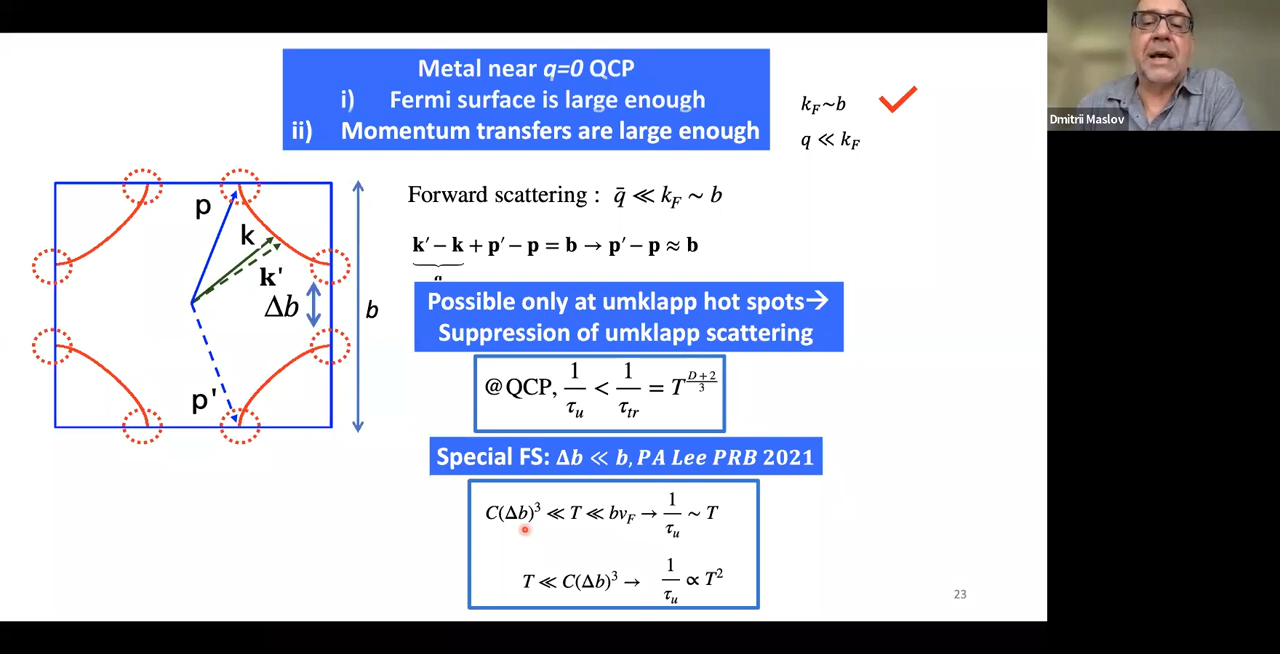 Metal near q=0 QCP
i) Fermi surface is large enough
ii) Momentum transfers are large enough
k_F~b
q ≪ k_F
Dmitrii Maslov
Forward scattering : q̄ ≪ k_F ~ b
k′ − k + p′ − p = b → p′ − p ≈ b
q
p
k
k'
Δb
b
p'
Possible only at umklapp hot spots→
Suppression of umklapp scattering
@QCP, 1/τ_u < 1/τ_tr = T^((D+2)/3)
Special FS: Δb ≪ b, PA Lee PRB 2021
C(Δb)³ ≪ T ≪ bv_F → 1/τ_u ~ T
T ≪ C(Δb)³ → 1/τ_u ∝ T²
23